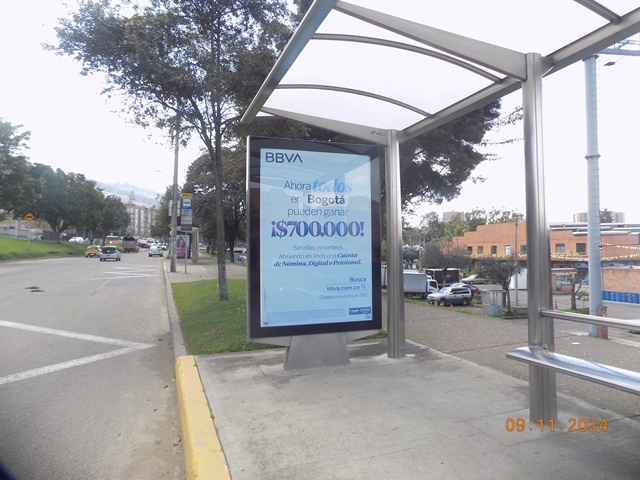 BBVA
Ahora todos
en Bogotá
pueden ganar
¡$700.000!
Sin rifas, ni sorteos.
Abriendo en línea una Cuenta
de Nómina, Digital o Pensional.
Busca
bbva.com.co
09.11.2024